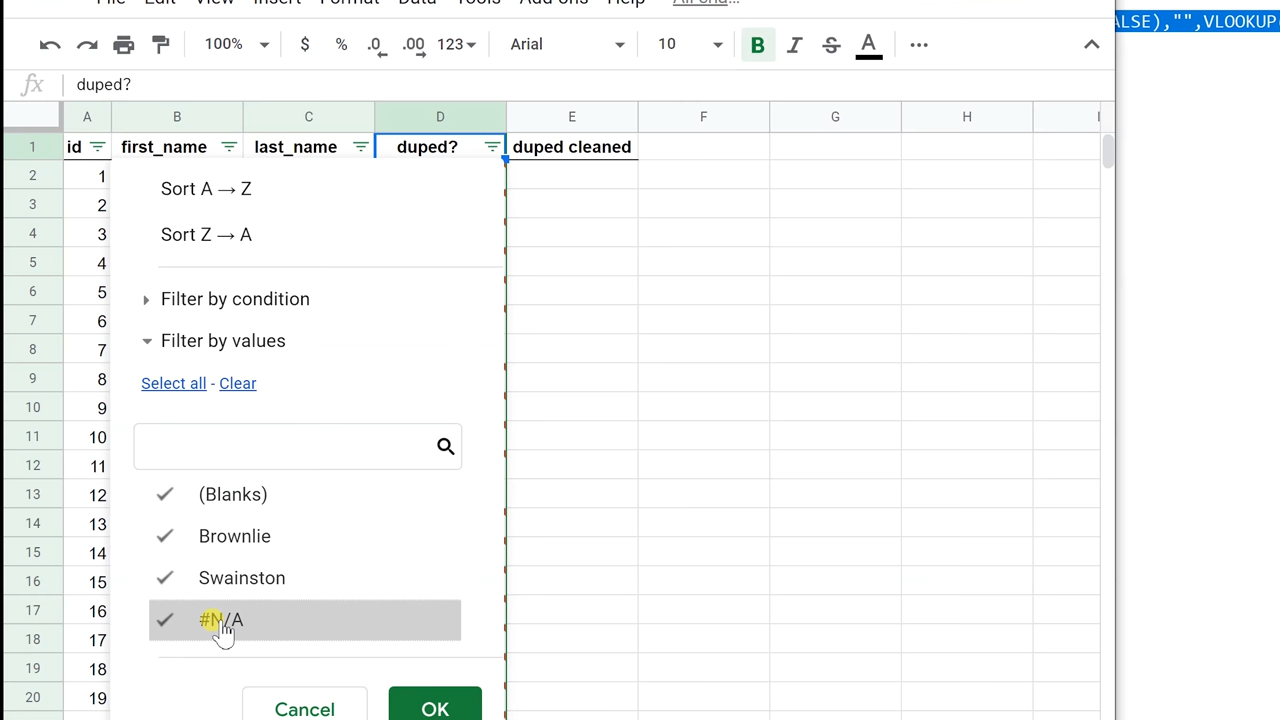 File Edit View Insert Format Data Tools Add-ons Help All cha...
ALSE),"",VLOOKUP(
100% $ % .0 .00 123 Arial 10 B I S A ...
fx duped?
A B C D E F G H I
1 id first_name last_name duped? duped cleaned
2 1
Sort A → Z
3 2
4 3
Sort Z → A
5 4
6 5
Filter by condition
7 6
Filter by values
8 7
9 8
Select all - Clear
10 9
11 10
12 11
13 12
(Blanks)
14 13
Brownlie
15 14
16 15
Swainston
17 16
#N/A
18 17
19 18
20 19
Cancel OK